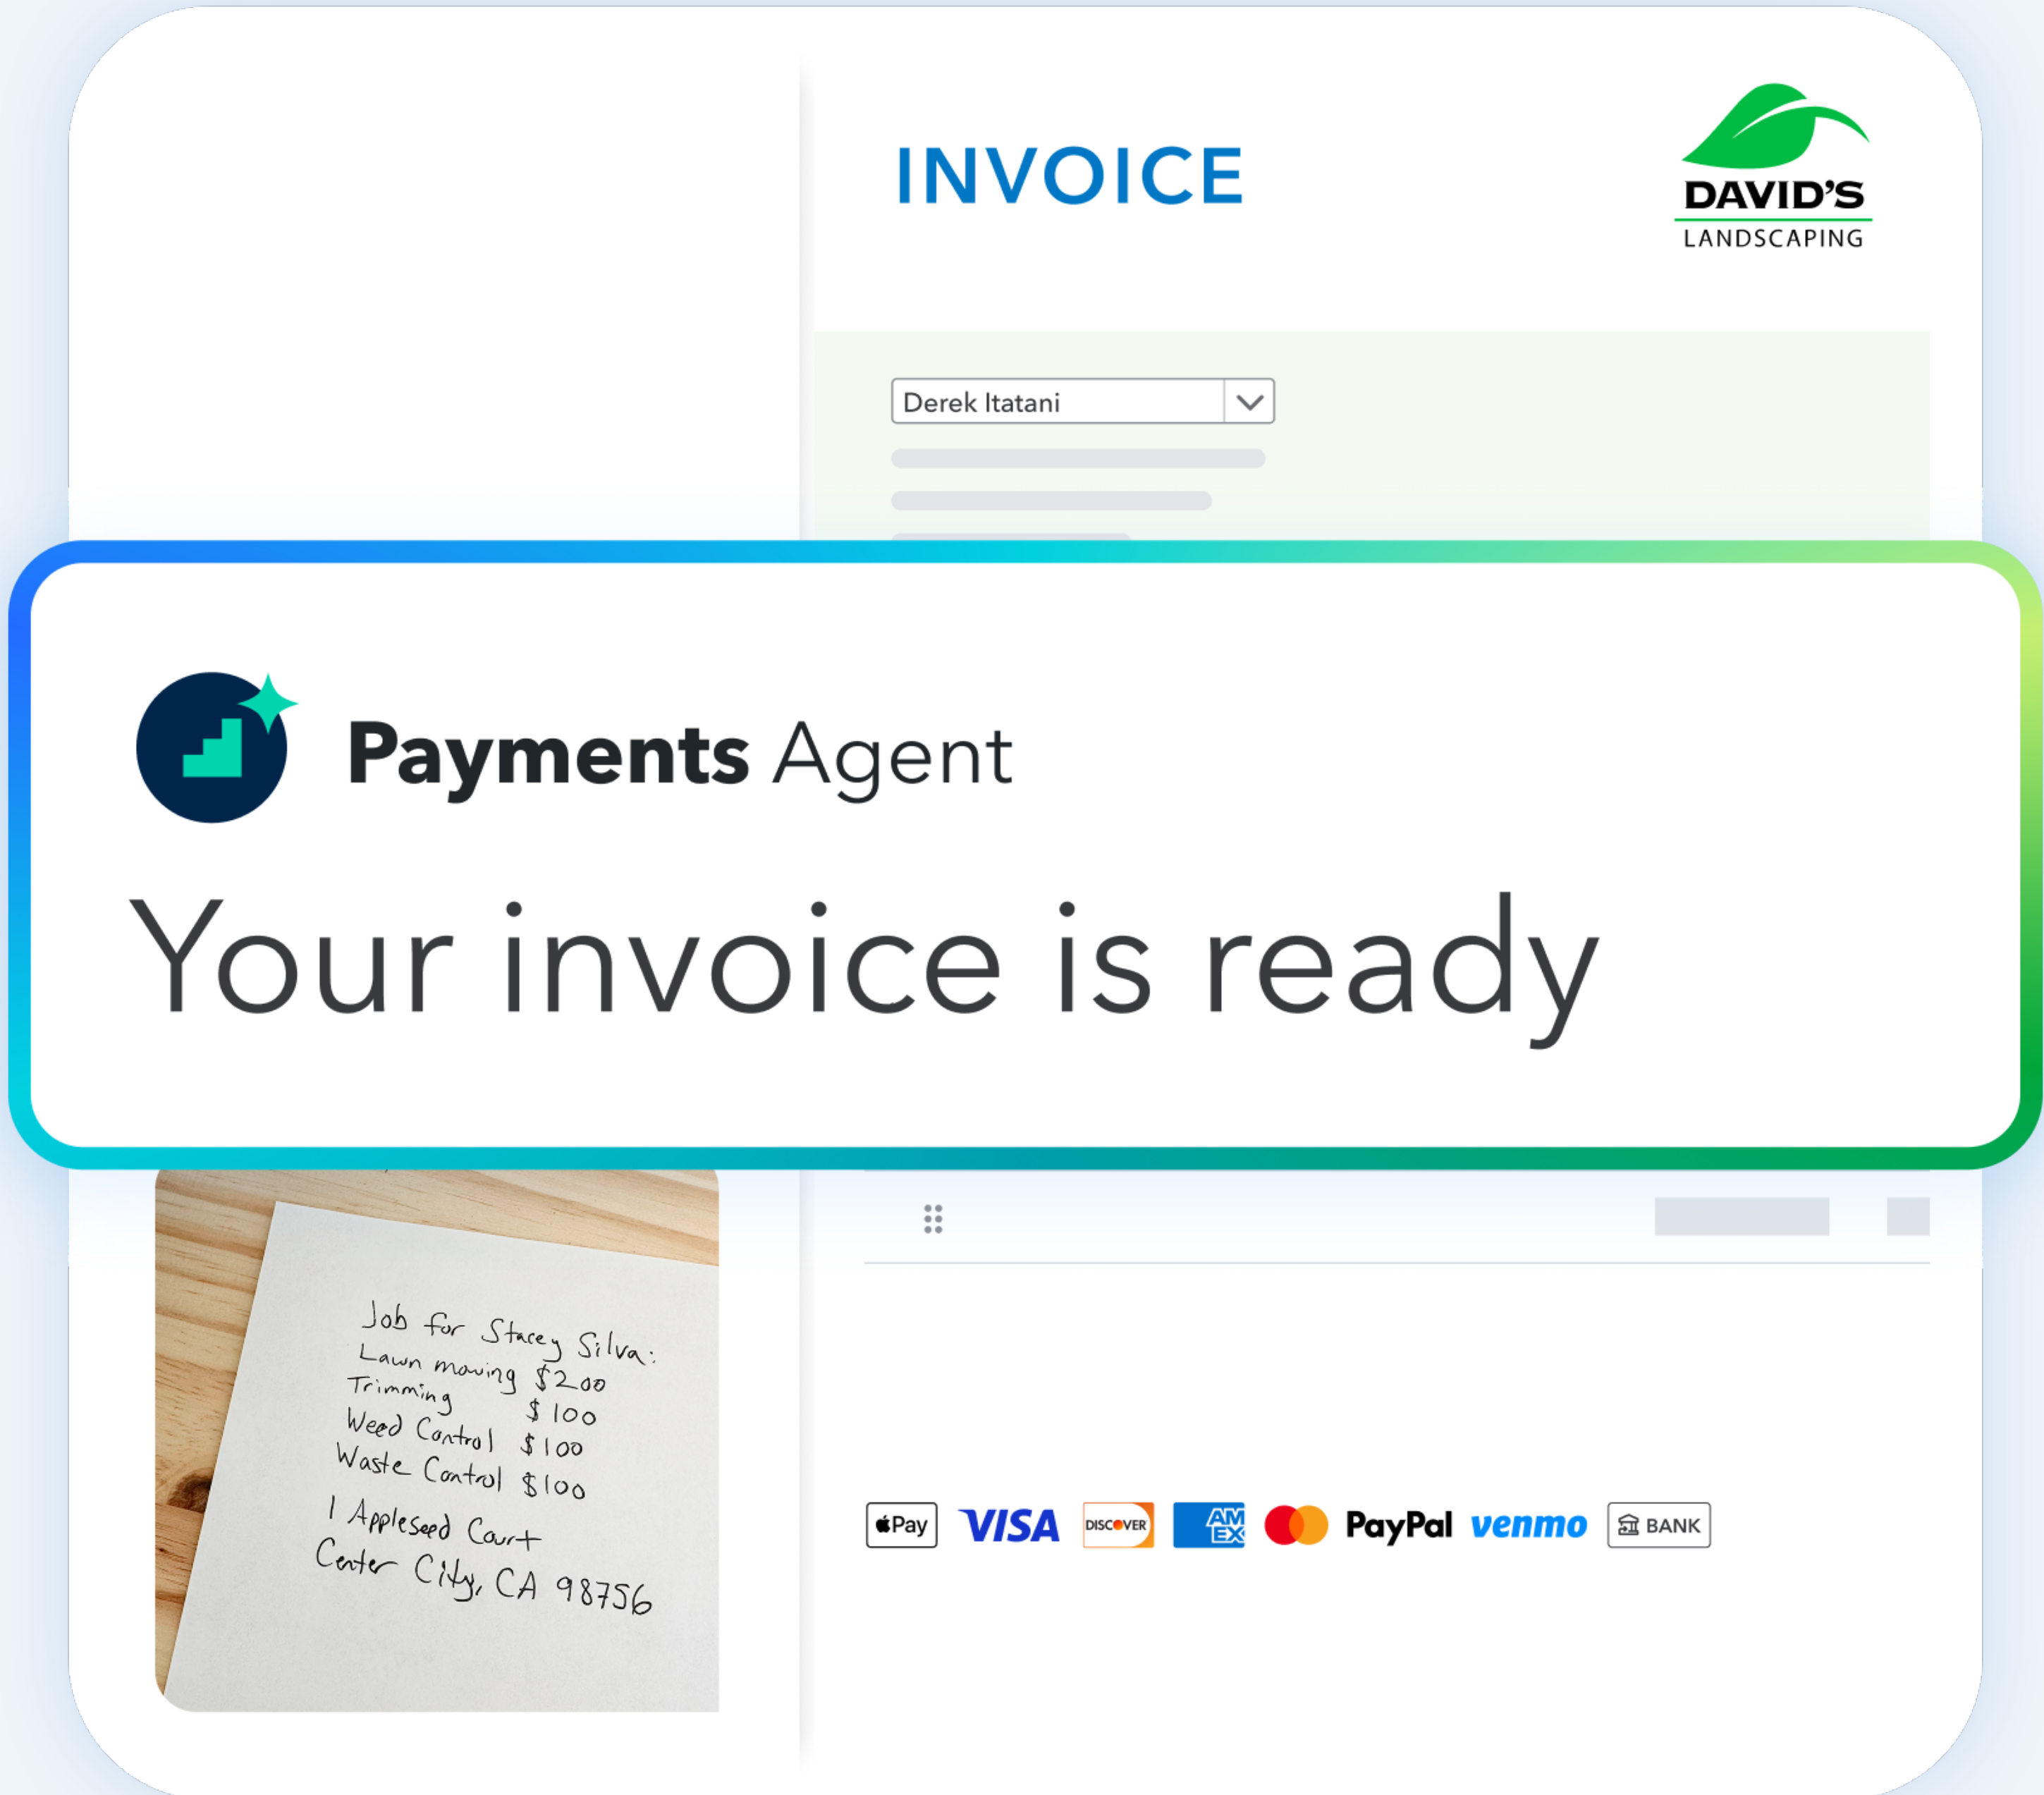 INVOICE
DAVID'S
LANDSCAPING
Derek Itatani
Payments Agent
Your invoice is ready
Job for Stacey Silva:
Lawn mowing $200
Trimming $100
Weed Control $100
Waste Control $100
1 Appleseed Court
Center City, CA 98756
Pay
VISA
DISCOVER
AM
EX
PayPal
venmo
BANK